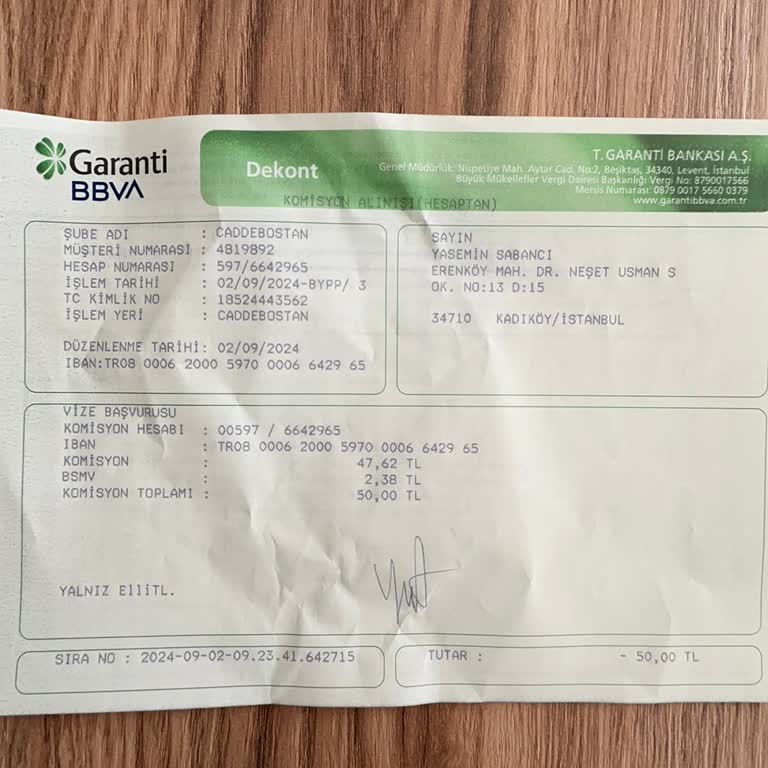 Garanti
BBVA
Dekont
T. GARANTİ BANKASI A.Ş.
Genel Müdürlük: Nispetiye Mah. Aytar Cad. No:2, Beşiktaş, 34340, Levent, İstanbul
Büyük Mükellefler Vergi Dairesi Başkanlığı Vergi No: 8790017566
Mersis Numarası: 0879 0017 5660 0379
www.garantibbva.com.tr
KOMİSYON ALINIŞI(HESAPTAN)
ŞUBE ADI : CADDEBOSTAN
MÜŞTERİ NUMARASI : 4819892
HESAP NUMARASI : 597/6642965
İŞLEM TARİHİ : 02/09/2024-BYPP/ 3
TC KİMLİK NO : 18524443562
İŞLEM YERİ : CADDEBOSTAN
DÜZENLENME TARİHİ: 02/09/2024
IBAN:TR08 0006 2000 5970 0006 6429 65
SAYIN
YASEMIN SABANCI
ERENKÖY MAH. DR. NEŞET USMAN S
OK. NO:13 D:15
34710 KADIKÖY/İSTANBUL
VİZE BAŞVURUSU
KOMİSYON HESABI : 00597 / 6642965
IBAN : TR08 0006 2000 5970 0006 6429 65
KOMİSYON : 47,62 TL
BSMV : 2,38 TL
KOMİSYON TOPLAMI : 50,00 TL
YALNIZ EllİTL.
SIRA NO : 2024-09-02-09.23.41.642715
TUTAR : - 50,00 TL